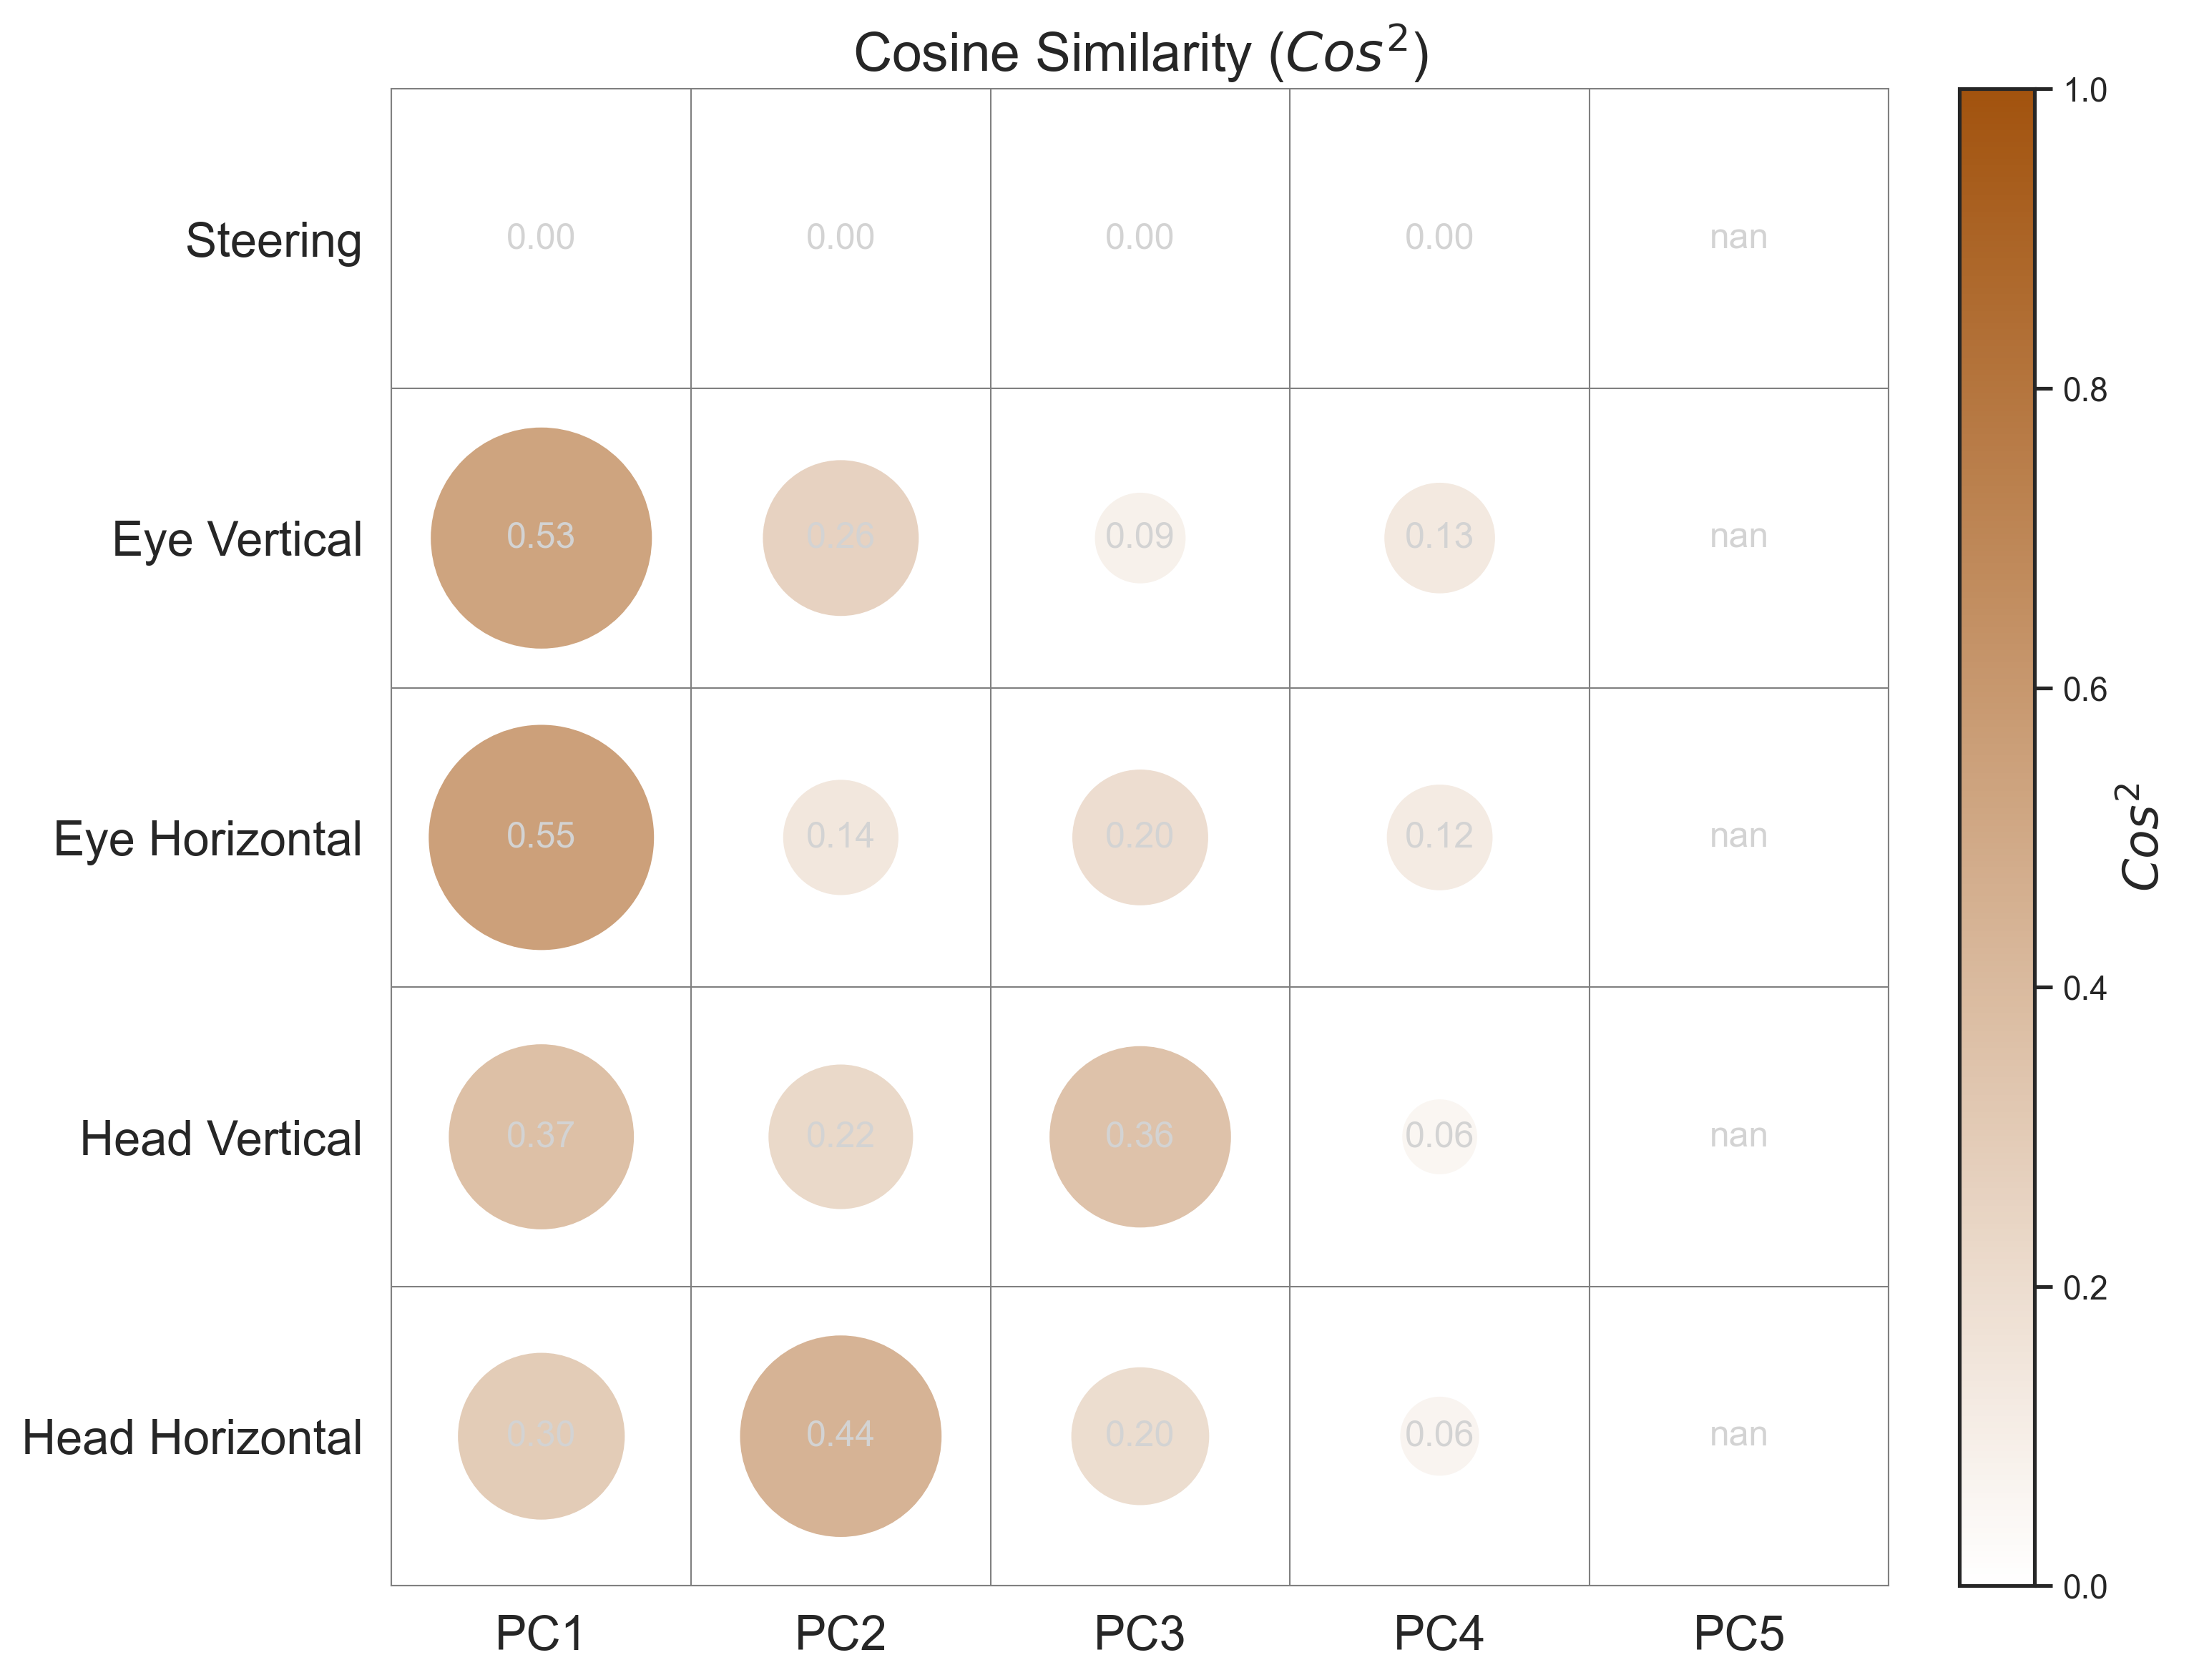 Cosine Similarity (Cos²)
Steering 0.00 0.00 0.00 0.00 nan
Eye Vertical 0.53 0.26 0.09 0.13 nan
Eye Horizontal 0.55 0.14 0.20 0.12 nan
Head Vertical 0.37 0.22 0.36 0.06 nan
Head Horizontal 0.30 0.44 0.20 0.06 nan
PC1 PC2 PC3 PC4 PC5
1.0
0.8
0.6
0.4
0.2
0.0
Cos²